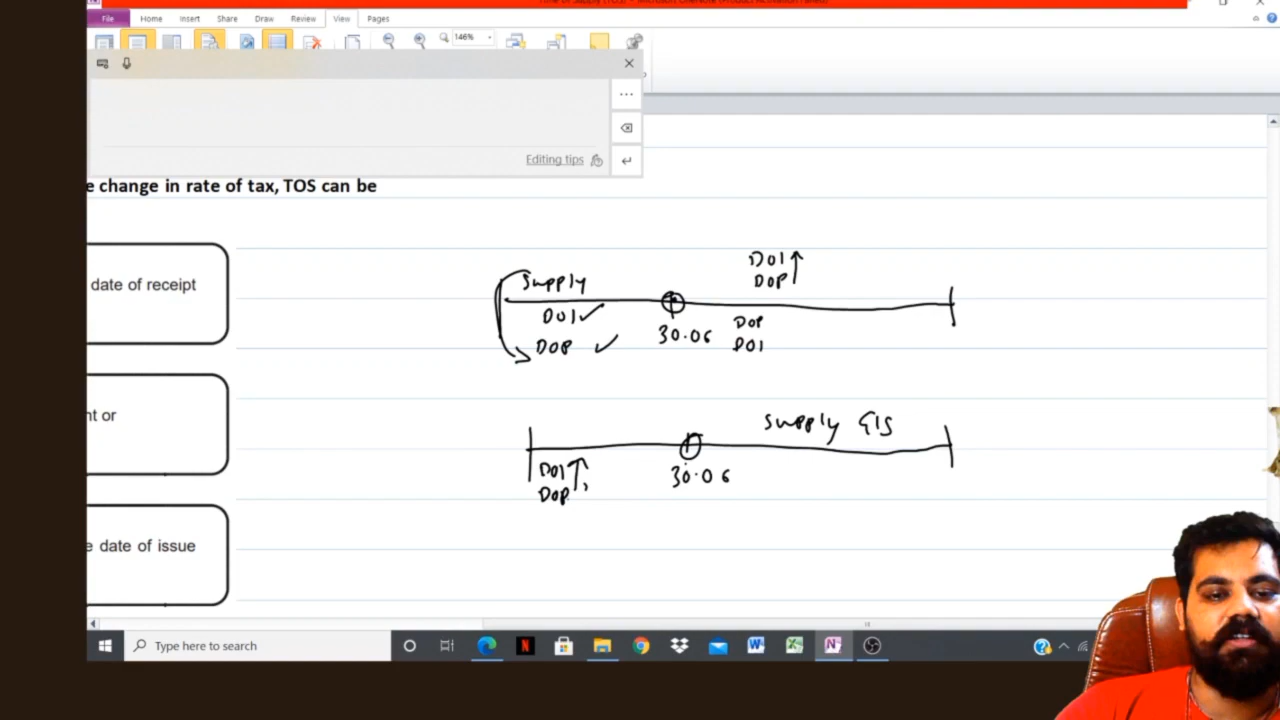 File Home Insert Share Draw Review View Pages
146%
Editing tips
e change in rate of tax, TOS can be
date of receipt
nt or
e date of issue
DOI
DOP
Supply
DOI
DOP
30.06
DOP
DOI
Supply G/S
DOI
DOP
30.06
Type here to search